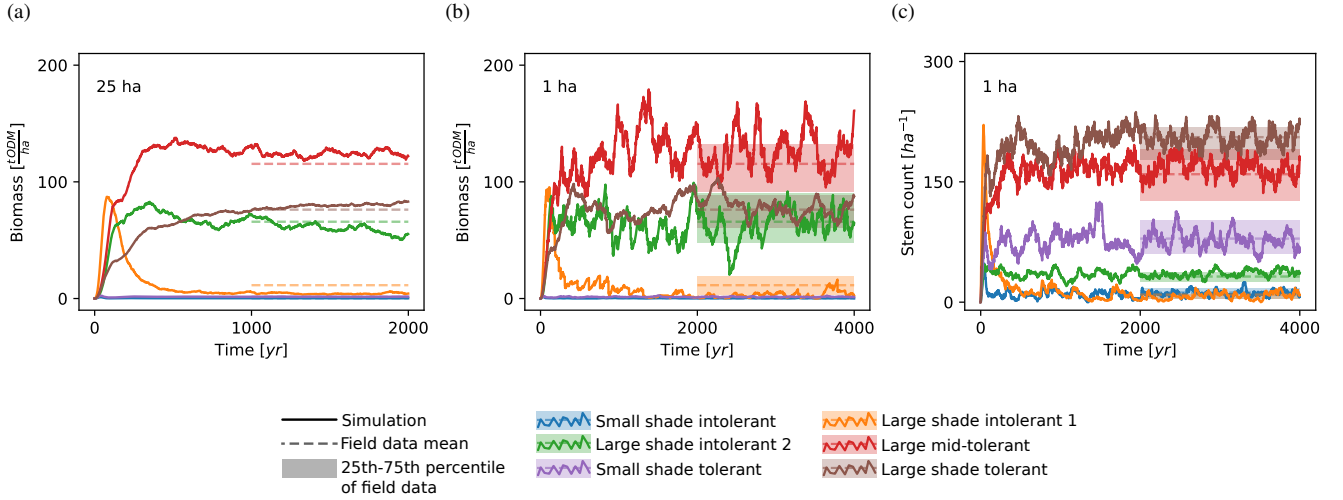 (a)
(b)
(c)
25 ha
200
100
0
Biomass [tODM/ha]
0
1000
2000
Time [yr]
1 ha
200
100
0
Biomass [tODM/ha]
0
2000
4000
Time [yr]
1 ha
300
150
0
Stem count [ha⁻¹]
0
2000
4000
Time [yr]
Simulation
Field data mean
25th-75th percentile
of field data
Small shade intolerant
Large shade intolerant 2
Small shade tolerant
Large shade intolerant 1
Large mid-tolerant
Large shade tolerant